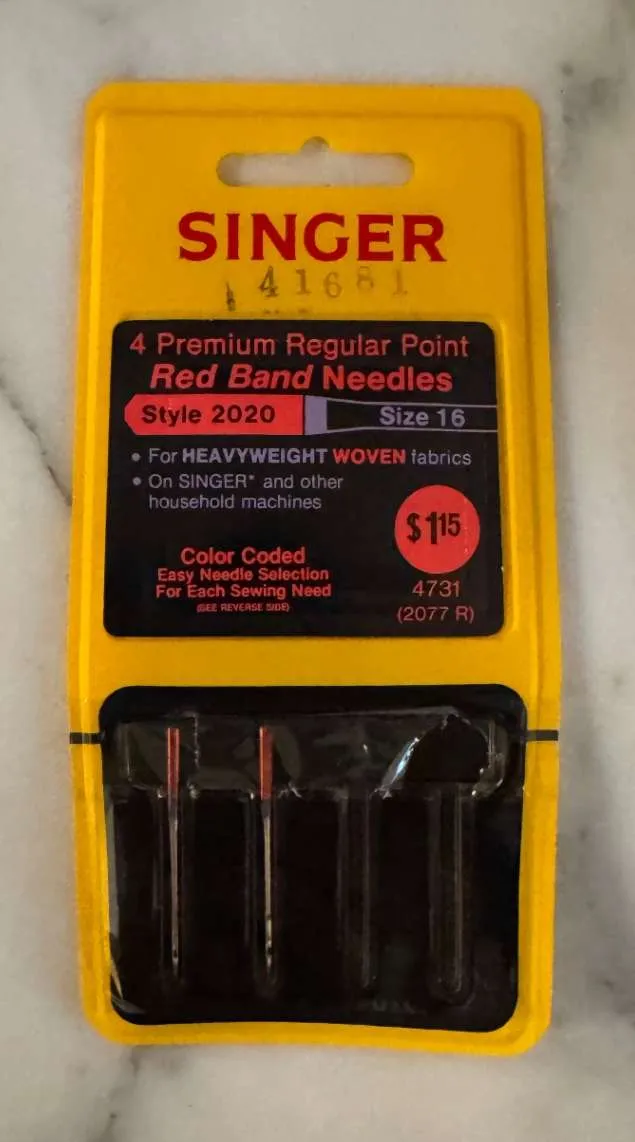 SINGER
41681
4 Premium Regular Point
Red Band Needles
Style 2020 Size 16
• For HEAVYWEIGHT WOVEN fabrics
• On SINGER* and other
household machines
$1.15
Color Coded
Easy Needle Selection
For Each Sewing Need
(SEE REVERSE SIDE)
4731
(2077 R)